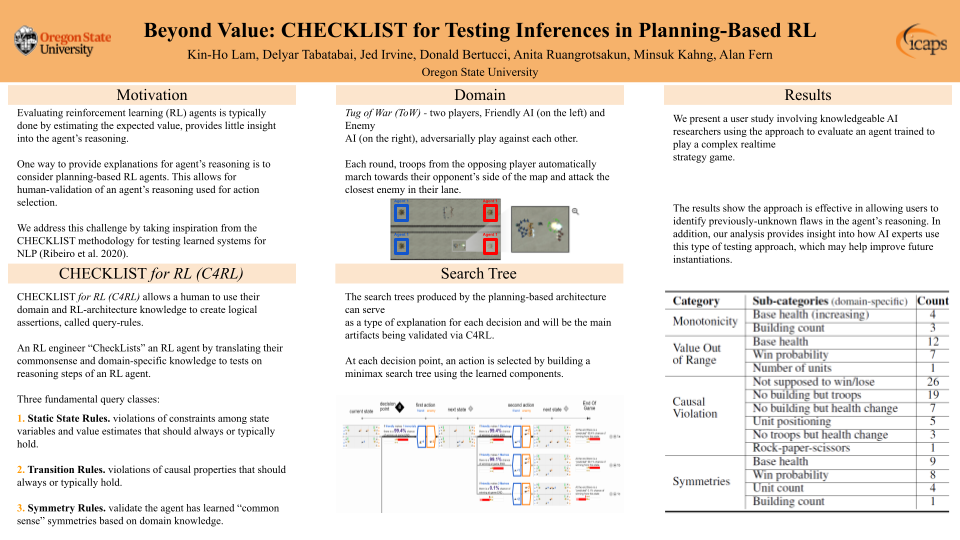 Oregon State
University
Beyond Value: CHECKLIST for Testing Inferences in Planning-Based RL
Kin-Ho Lam, Delyar Tabatabai, Jed Irvine, Donald Bertucci, Anita Ruangrotsakun, Minsuk Kahng, Alan Fern
Oregon State University
icaps
Motivation
Evaluating reinforcement learning (RL) agents is typically
done by estimating the expected value, provides little insight
into the agent's reasoning.
One way to provide explanations for agent's reasoning is to
consider planning-based RL agents. This allows for
human-validation of an agent's reasoning used for action
selection.
We address this challenge by taking inspiration from the
CHECKLIST methodology for testing learned systems for
NLP (Ribeiro et al. 2020).
CHECKLIST for RL (C4RL)
CHECKLIST for RL (C4RL) allows a human to use their
domain and RL-architecture knowledge to create logical
assertions, called query-rules.
An RL engineer “CheckLists” an RL agent by translating their
commonsense and domain-specific knowledge to tests on
reasoning steps of an RL agent.
Three fundamental query classes:
1. Static State Rules. violations of constraints among state
variables and value estimates that should always or typically
hold.
2. Transition Rules. violations of causal properties that should
always or typically hold.
3. Symmetry Rules. validate the agent has learned “common
sense” symmetries based on domain knowledge.
Domain
Tug of War (ToW) - two players, Friendly AI (on the left) and
Enemy
AI (on the right), adversarially play against each other.
Each round, troops from the opposing player automatically
march towards their opponent's side of the map and attack the
closest enemy in their lane.
Search Tree
The search trees produced by the planning-based architecture
can serve
as a type of explanation for each decision and will be the main
artifacts being validated via C4RL.
At each decision point, an action is selected by building a
minimax search tree using the learned components.
current state
decision
point
first action
next state
second action
next state
End Of
Game
Results
We present a user study involving knowledgeable AI
researchers using the approach to evaluate an agent trained to
play a complex realtime
strategy game.
The results show the approach is effective in allowing users to
identify previously-unknown flaws in the agent's reasoning. In
addition, our analysis provides insight into how AI experts use
this type of testing approach, which may help improve future
instantiations.
Category Sub-categories (domain-specific) Count
Monotonicity Base health (increasing) 4
Building count 3
Value Out of Range Base health 12
Win probability 7
Number of units 1
Causal Violation Not supposed to win/lose 26
No building but troops 19
No building but health change 7
Unit positioning 5
No troops but health change 3
Rock-paper-scissors 1
Symmetries Base health 9
Win probability 8
Unit count 4
Building count 1